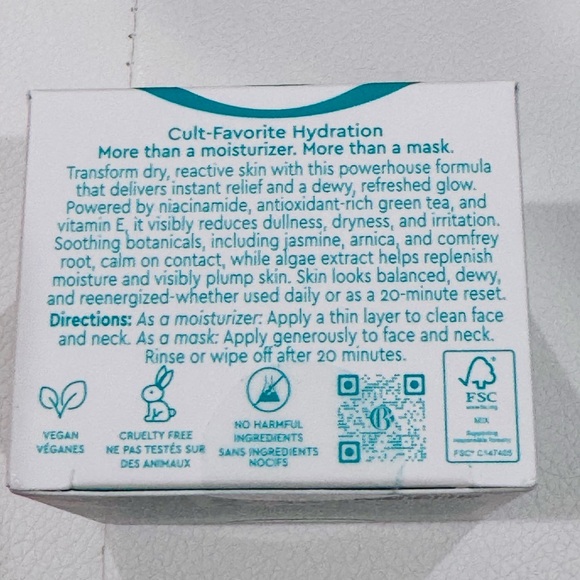 Cult-Favorite Hydration
More than a moisturizer. More than a mask.
Transform dry, reactive skin with this powerhouse formula
that delivers instant relief and a dewy, refreshed glow.
Powered by niacinamide, antioxidant-rich green tea, and
vitamin E, it visibly reduces dullness, dryness, and irritation.
Soothing botanicals, including jasmine, arnica, and comfrey
root, calm on contact, while algae extract helps replenish
moisture and visibly plump skin. Skin looks balanced, dewy,
and reenergized-whether used daily or as a 20-minute reset.
Directions: As a moisturizer: Apply a thin layer to clean face
and neck. As a mask: Apply generously to face and neck.
Rinse or wipe off after 20 minutes.
VEGAN
VÉGANES
CRUELTY FREE
NE PAS TESTÉS SUR
DES ANIMAUX
NO HARMFUL
INGREDIENTS
SANS INGRÉDIENTS
NOCIFS
B
FSC
www.fsc.org
MIX
Supporting
responsible forestry
FSC® C147405